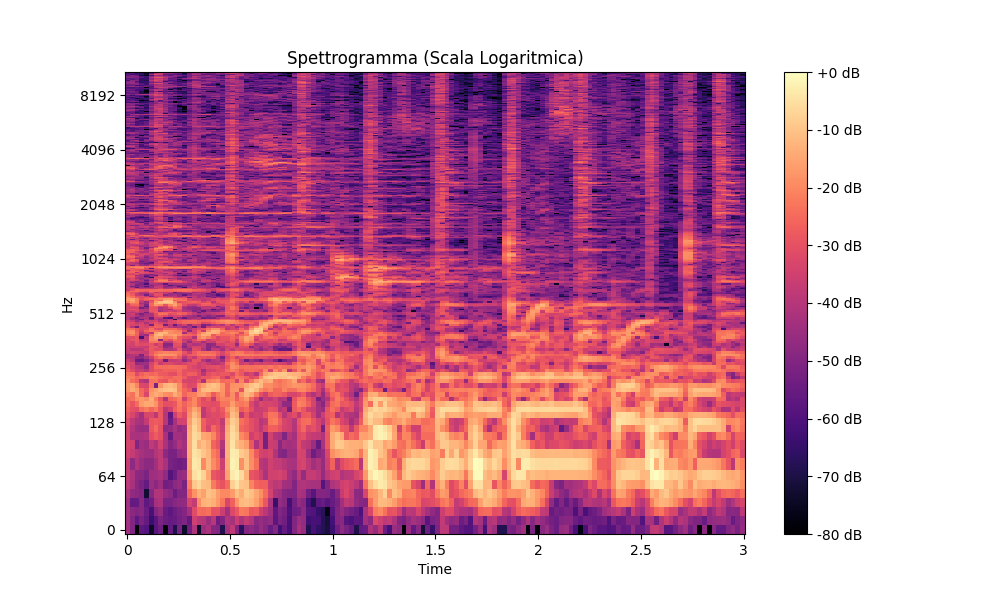 Spettrogramma (Scala Logaritmica)
Hz
8192
4096
2048
1024
512
256
128
64
0
0 0.5 1 1.5 2 2.5 3
Time
+0 dB
-10 dB
-20 dB
-30 dB
-40 dB
-50 dB
-60 dB
-70 dB
-80 dB